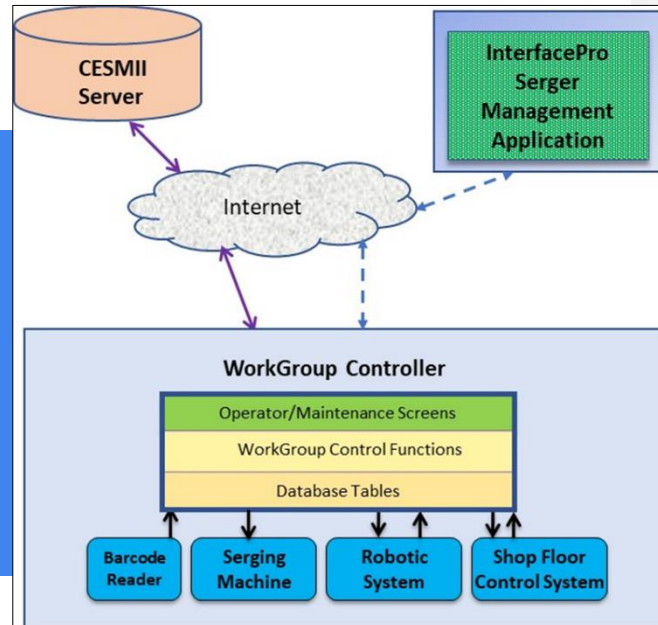 CESMII
Server
InterfacePro
Serger
Management
Application
Internet
WorkGroup Controller
Operator/Maintenance Screens
WorkGroup Control Functions
Database Tables
Barcode
Reader
Serging
Machine
Robotic
System
Shop Floor
Control System